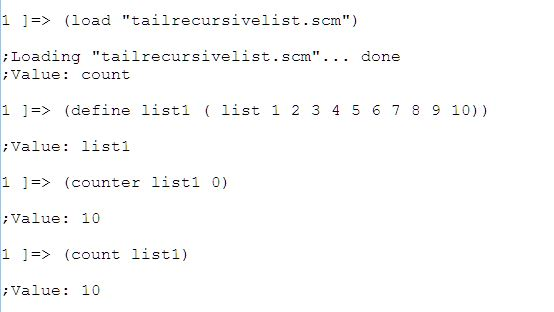 1 ]=> (load "tailrecursivelist.scm")
;Loading "tailrecursivelist.scm"... done
;Value: count
1 ]=> (define list1 ( list 1 2 3 4 5 6 7 8 9 10))
;Value: list1
1 ]=> (counter list1 0)
;Value: 10
1 ]=> (count list1)
;Value: 10